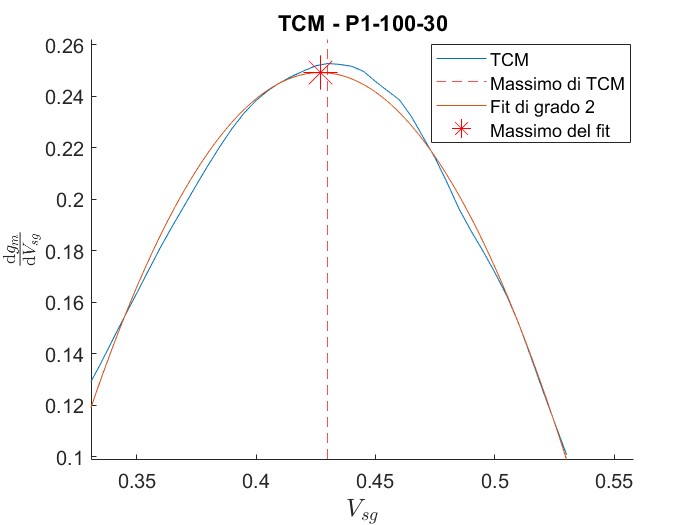 TCM - P1-100-30
0.26
0.24
0.22
0.2
0.18
0.16
0.14
0.12
0.1
dg_m
dV_sg
TCM
Massimo di TCM
Fit di grado 2
Massimo del fit
0.35 0.4 0.45 0.5 0.55
V_sg